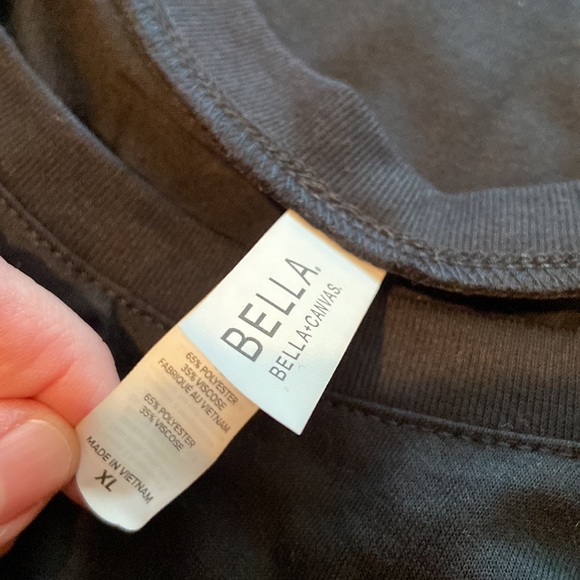 BELLA®
BELLA+CANVAS.
65% POLYESTER
35% VISCOSE
FABRIQUÉ AU VIETNAM
65% POLYESTER
35% VISCOSE
MADE IN VIETNAM
XL